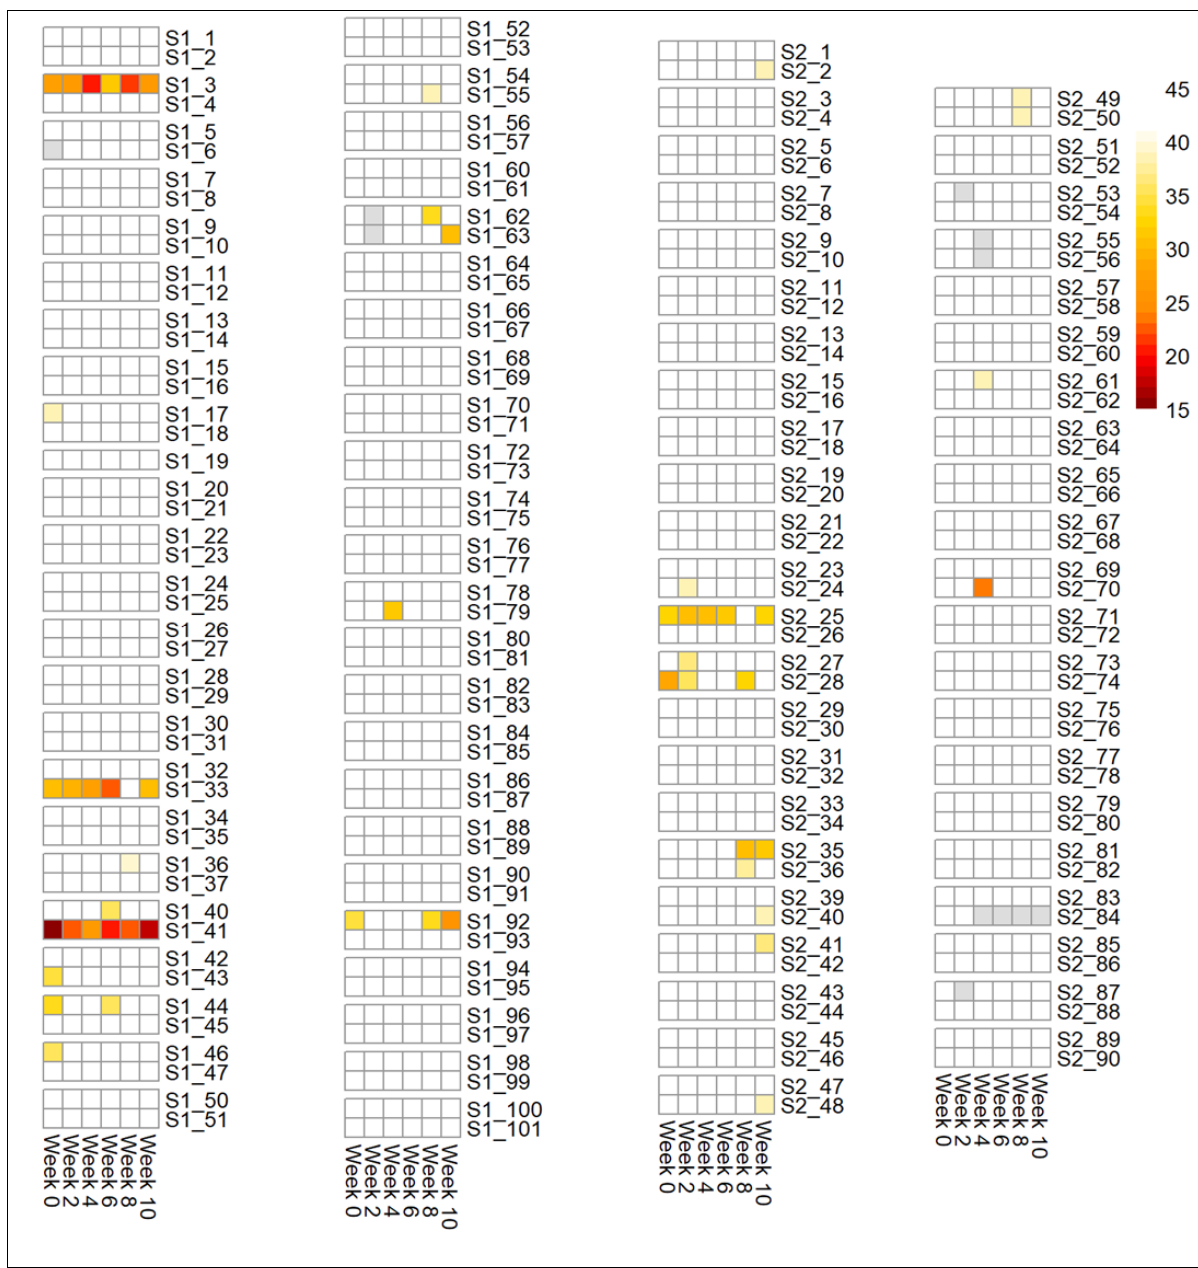 S1_1
S1_2
S1_3
S1_4
S1_5
S1_6
S1_7
S1_8
S1_9
S1_10
S1_11
S1_12
S1_13
S1_14
S1_15
S1_16
S1_17
S1_18
S1_19
S1_20
S1_21
S1_22
S1_23
S1_24
S1_25
S1_26
S1_27
S1_28
S1_29
S1_30
S1_31
S1_32
S1_33
S1_34
S1_35
S1_36
S1_37
S1_40
S1_41
S1_42
S1_43
S1_44
S1_45
S1_46
S1_47
S1_50
S1_51
Week 0
Week 2
Week 4
Week 6
Week 8
Week 10
S1_52
S1_53
S1_54
S1_55
S1_56
S1_57
S1_60
S1_61
S1_62
S1_63
S1_64
S1_65
S1_66
S1_67
S1_68
S1_69
S1_70
S1_71
S1_72
S1_73
S1_74
S1_75
S1_76
S1_77
S1_78
S1_79
S1_80
S1_81
S1_82
S1_83
S1_84
S1_85
S1_86
S1_87
S1_88
S1_89
S1_90
S1_91
S1_92
S1_93
S1_94
S1_95
S1_96
S1_97
S1_98
S1_99
S1_100
S1_101
Week 0
Week 2
Week 4
Week 6
Week 8
Week 10
S2_1
S2_2
S2_3
S2_4
S2_5
S2_6
S2_7
S2_8
S2_9
S2_10
S2_11
S2_12
S2_13
S2_14
S2_15
S2_16
S2_17
S2_18
S2_19
S2_20
S2_21
S2_22
S2_23
S2_24
S2_25
S2_26
S2_27
S2_28
S2_29
S2_30
S2_31
S2_32
S2_33
S2_34
S2_35
S2_36
S2_39
S2_40
S2_41
S2_42
S2_43
S2_44
S2_45
S2_46
S2_47
S2_48
Week 0
Week 2
Week 4
Week 6
Week 8
Week 10
S2_49
S2_50
S2_51
S2_52
S2_53
S2_54
S2_55
S2_56
S2_57
S2_58
S2_59
S2_60
S2_61
S2_62
S2_63
S2_64
S2_65
S2_66
S2_67
S2_68
S2_69
S2_70
S2_71
S2_72
S2_73
S2_74
S2_75
S2_76
S2_77
S2_78
S2_79
S2_80
S2_81
S2_82
S2_83
S2_84
S2_85
S2_86
S2_87
S2_88
S2_89
S2_90
Week 0
Week 2
Week 4
Week 6
Week 8
Week 10
45
40
35
30
25
20
15